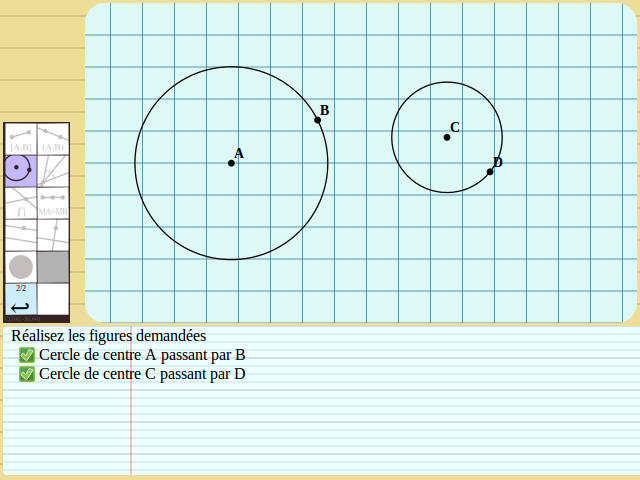 B
A
C
D
[A,B] (A,B)
MA=MB
2/2
Réalisez les figures demandées
Cercle de centre A passant par B
Cercle de centre C passant par D